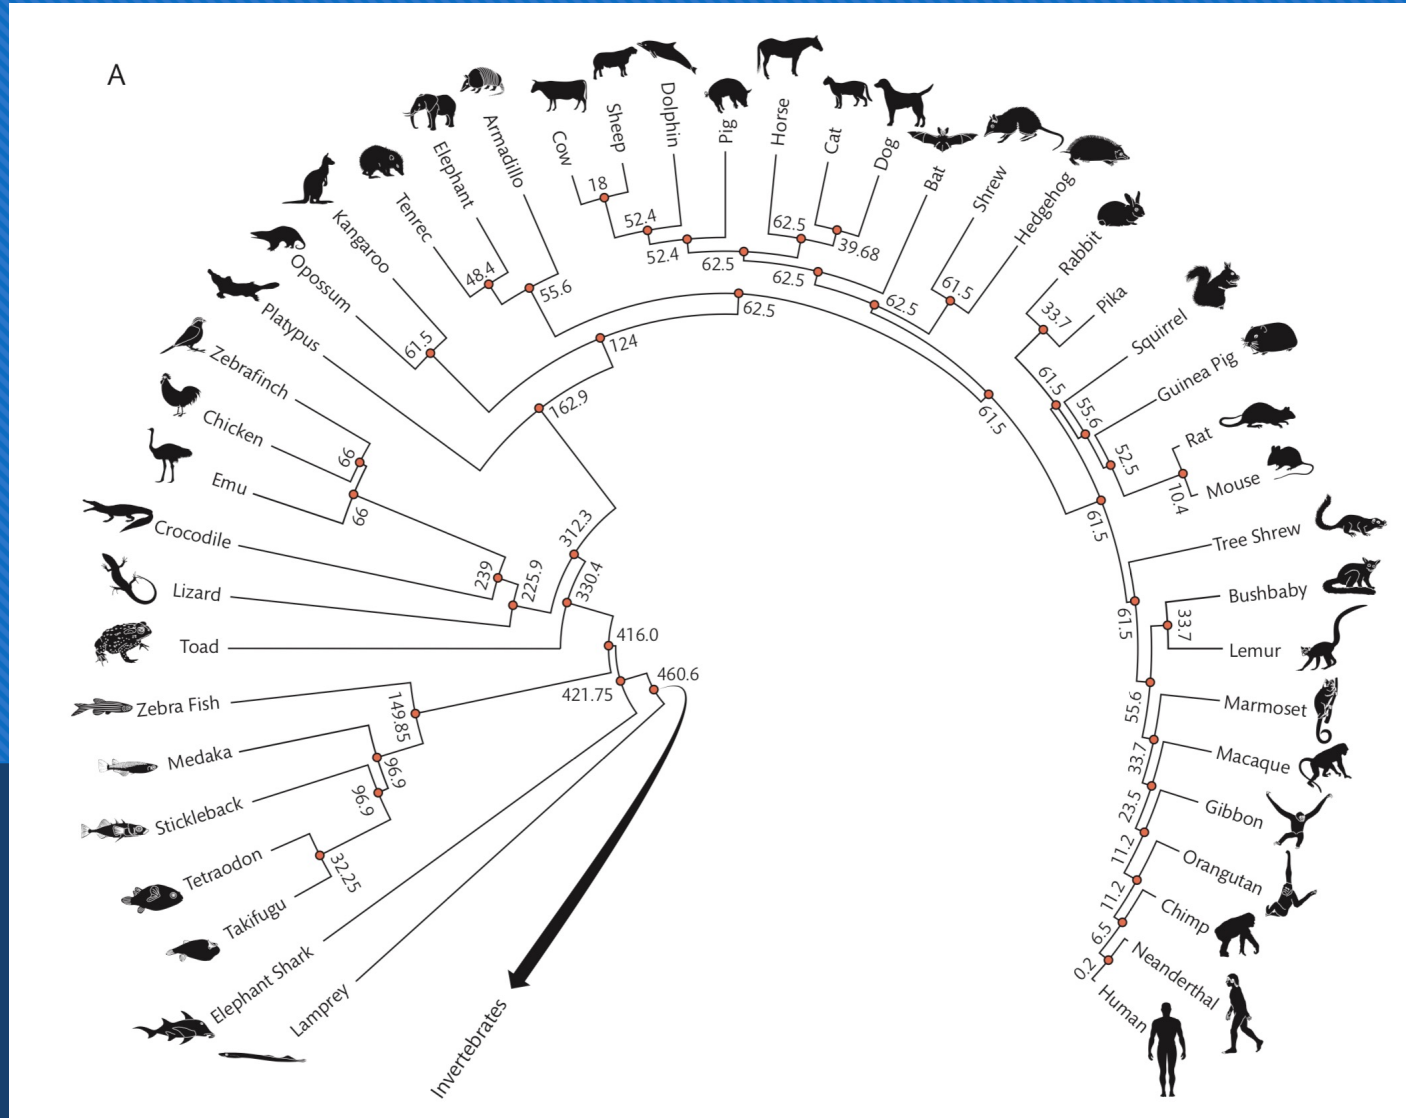 A
Invertebrates
Lamprey
Elephant Shark
Takifugu
Tetraodon
Stickleback
Medaka
Zebra Fish
Toad
Lizard
Crocodile
Emu
Chicken
Zebrafinch
Platypus
Opossum
Kangaroo
Tenrec
Elephant
Armadillo
Cow
Sheep
Dolphin
Pig
Horse
Cat
Dog
Bat
Shrew
Hedgehog
Rabbit
Pika
Squirrel
Guinea Pig
Rat
Mouse
Tree Shrew
Bushbaby
Lemur
Marmoset
Macaque
Gibbon
Orangutan
Chimp
Neanderthal
Human
460.6
421.75
416.0
32.25
96.9
96.9
149.85
330.4
312.3
225.9
239
66
66
162.9
124
61.5
48.4
55.6
62.5
18
52.4
52.4
62.5
62.5
39.68
62.5
62.5
61.5
61.5
33.7
61.5
55.6
52.5
10.4
61.5
61.5
33.7
55.6
33.7
23.5
11.2
11.2
6.5
0.2